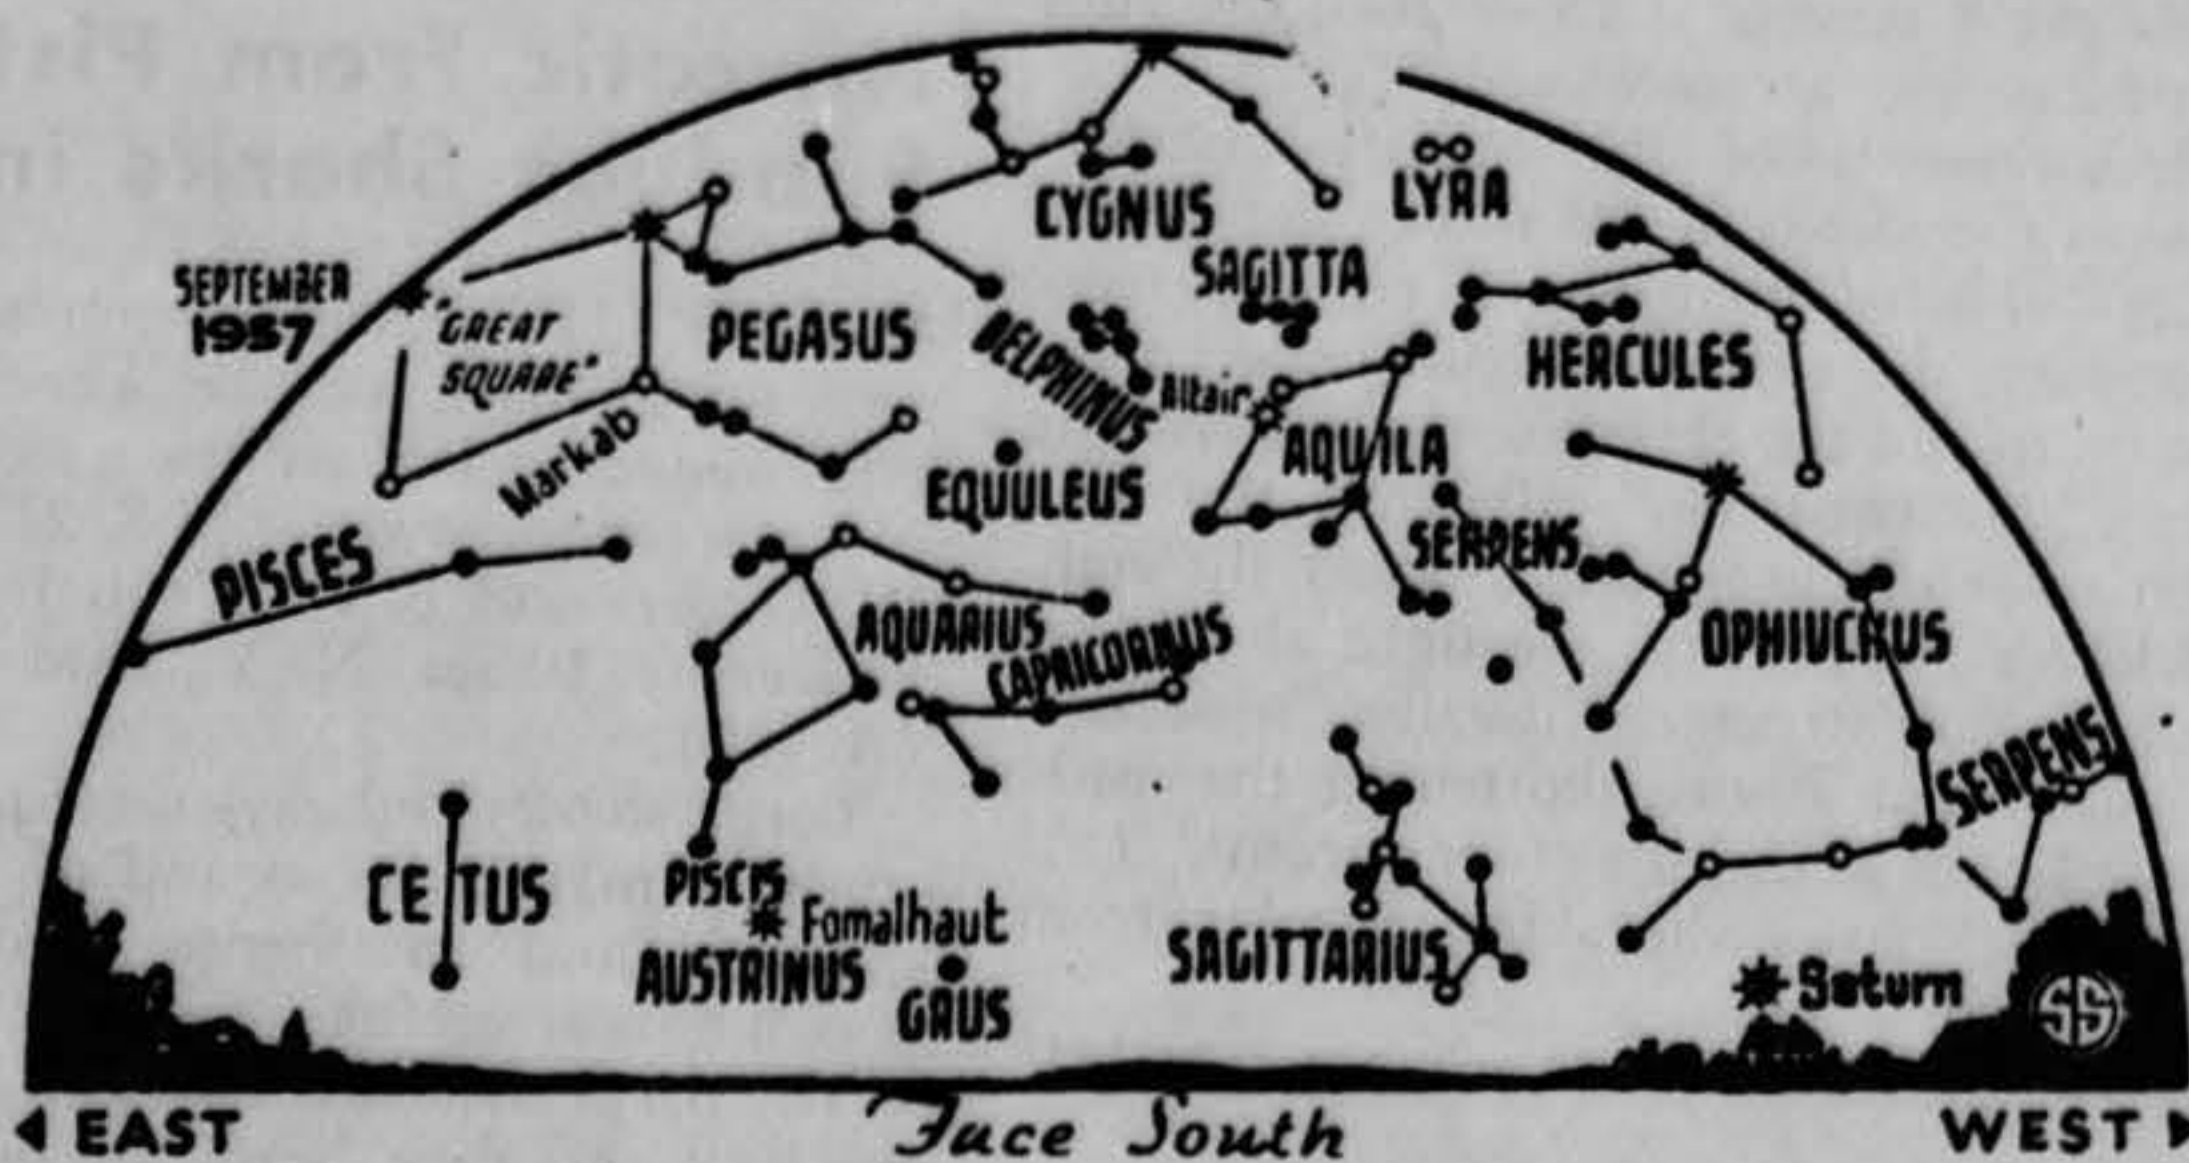 CYGNUS
LYRA
SAGITTA
SEPTEMBER
1957
"GREAT
SQUARE"
PEGASUS
DELPHINUS
HERCULES
Altair
Markab
AQUILA
EQUULEUS
SERPENS
PISCES
AQUARIUS
CAPRICORNUS
OPHIUCHUS
SERPENS
CETUS
PISCIS
Fomalhaut
AUSTRINUS
GRUS
SAGITTARIUS
Saturn
SS
EAST
Face South
WEST